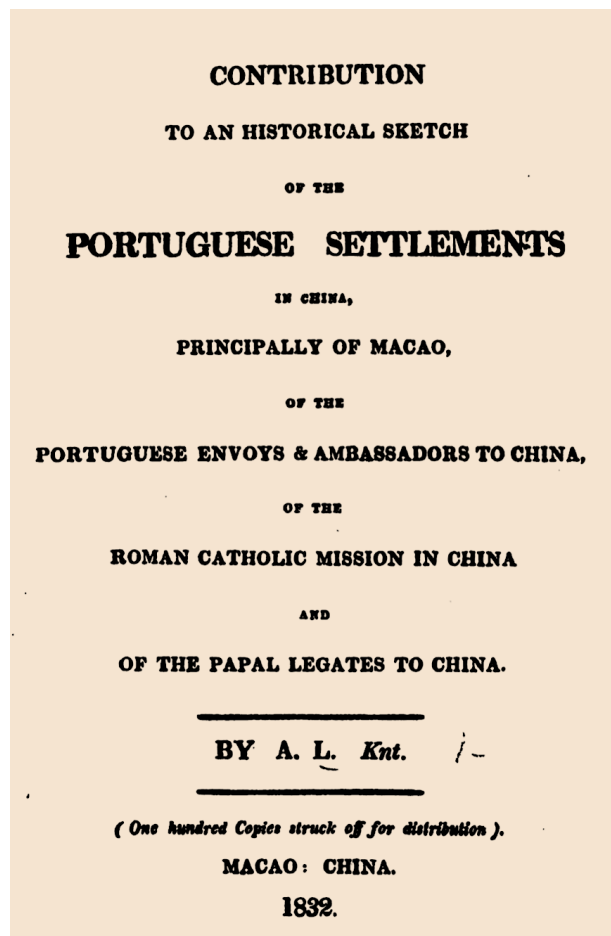 CONTRIBUTION
TO AN HISTORICAL SKETCH
OF THE
PORTUGUESE SETTLEMENTS
IN CHINA,
PRINCIPALLY OF MACAO,
OF THE
PORTUGUESE ENVOYS & AMBASSADORS TO CHINA,
OF THE
ROMAN CATHOLIC MISSION IN CHINA
AND
OF THE PAPAL LEGATES TO CHINA.
BY A. L. Knt.
( One hundred Copies struck off for distribution ).
MACAO: CHINA.
1832.